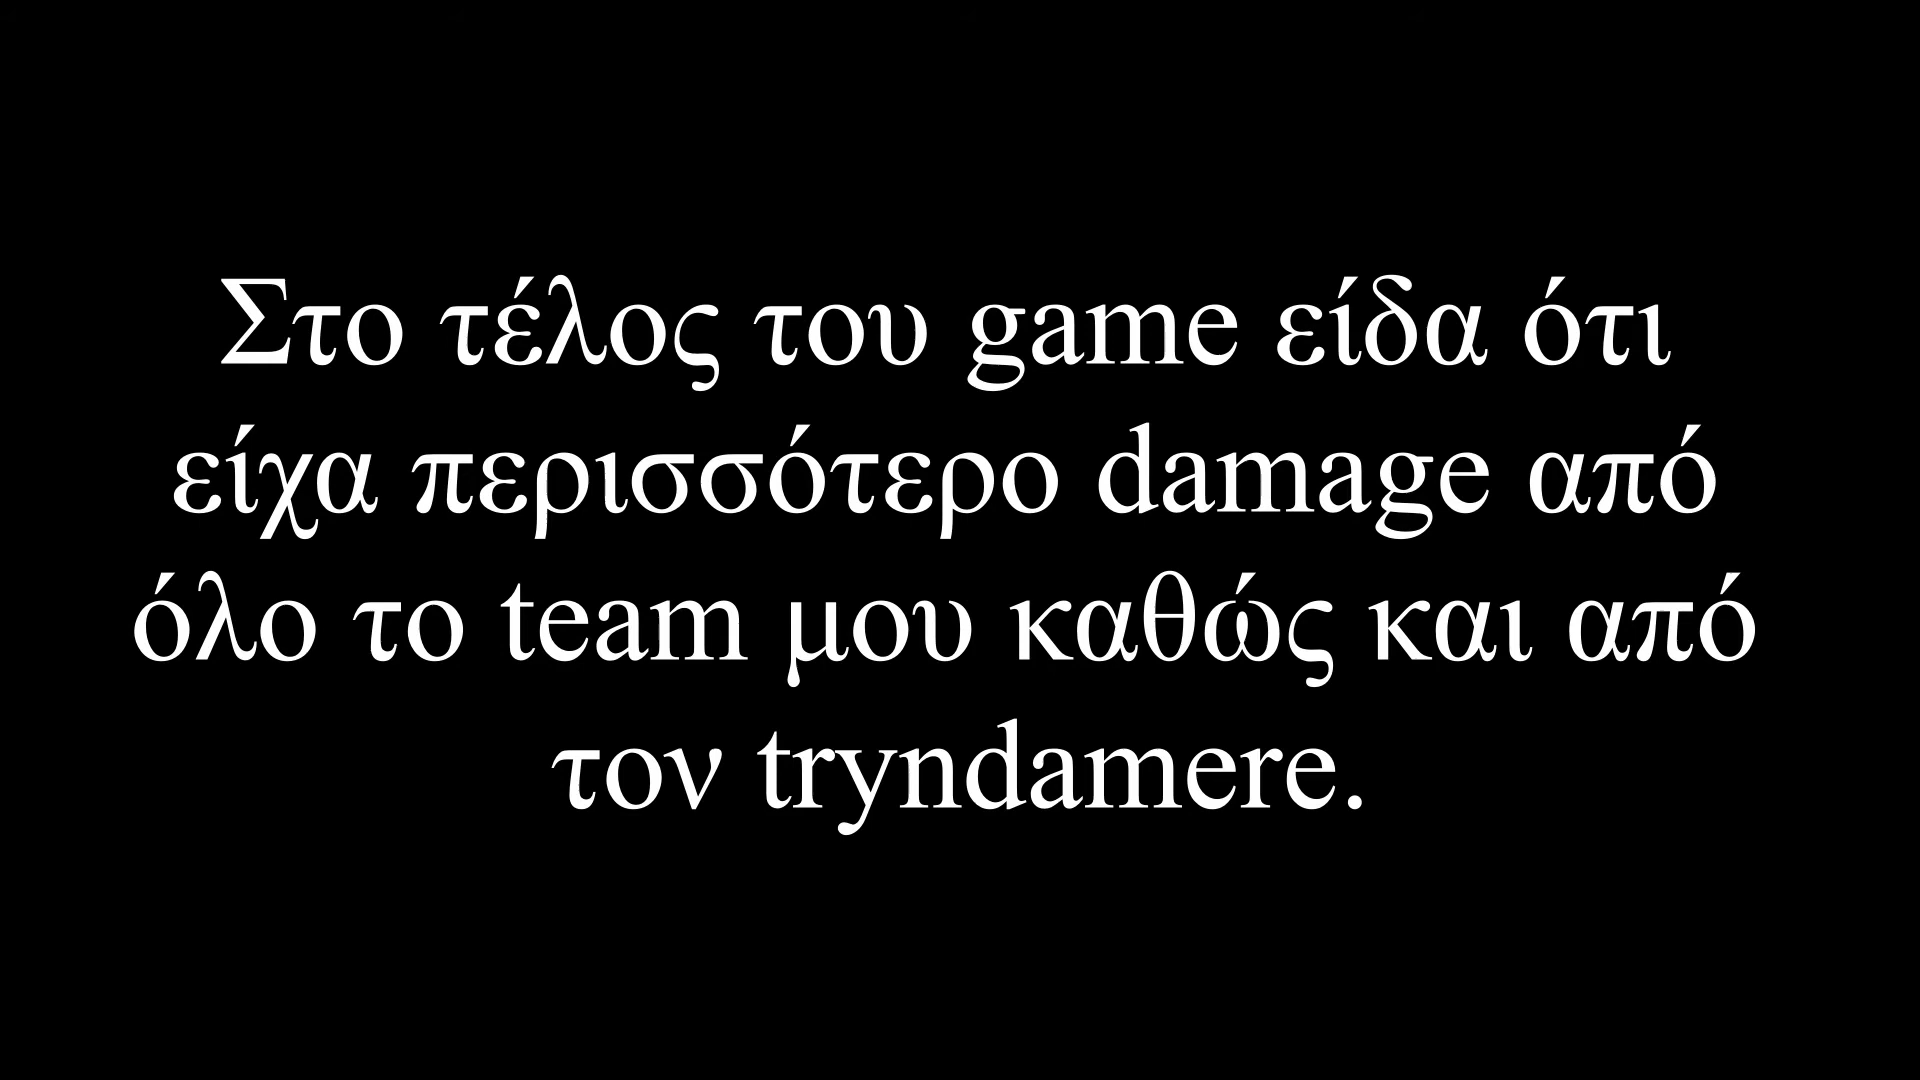 Στο τέλος του game είδα ότι
είχα περισσότερο damage από
όλο το team μου καθώς και από
τον tryndamere.